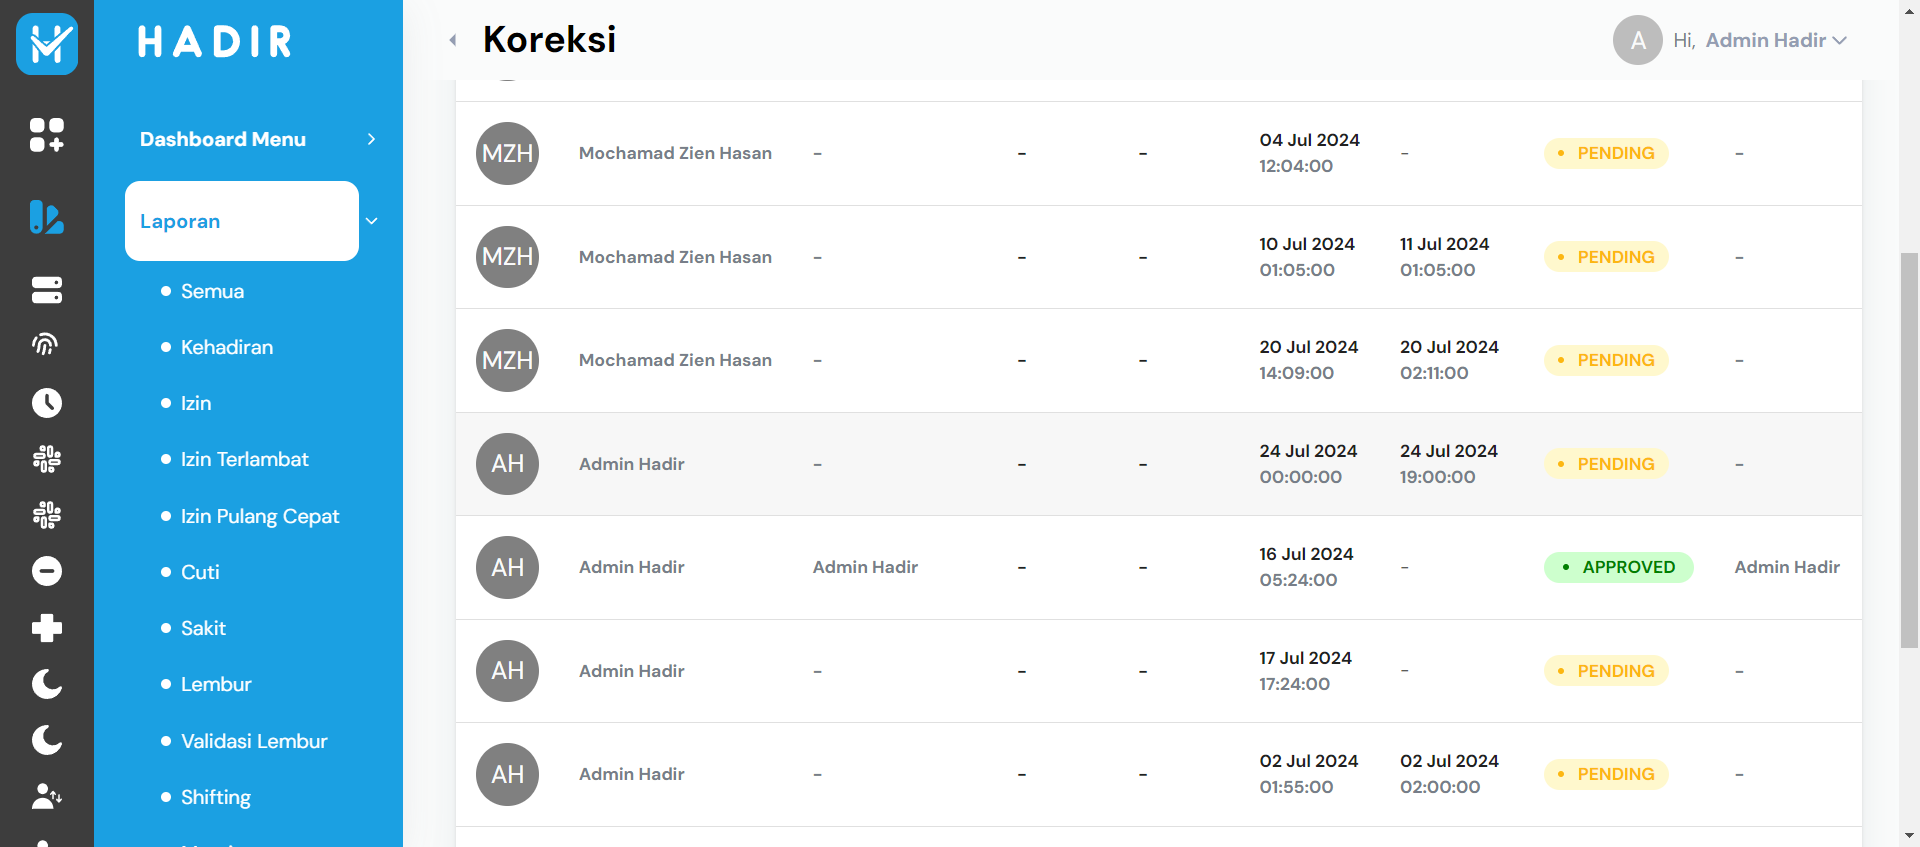 HADIR
Koreksi
A Hi, Admin Hadir
Dashboard Menu
Laporan
Semua
Kehadiran
Izin
Izin Terlambat
Izin Pulang Cepat
Cuti
Sakit
Lembur
Validasi Lembur
Shifting
MZH Mochamad Zien Hasan - - - 04 Jul 2024 - PENDING -
12:04:00
MZH Mochamad Zien Hasan - - - 10 Jul 2024 11 Jul 2024 PENDING -
01:05:00 01:05:00
MZH Mochamad Zien Hasan - - - 20 Jul 2024 20 Jul 2024 PENDING -
14:09:00 02:11:00
AH Admin Hadir - - - 24 Jul 2024 24 Jul 2024 PENDING -
00:00:00 19:00:00
AH Admin Hadir Admin Hadir - - 16 Jul 2024 - APPROVED Admin Hadir
05:24:00
AH Admin Hadir - - - 17 Jul 2024 - PENDING -
17:24:00
AH Admin Hadir - - - 02 Jul 2024 02 Jul 2024 PENDING -
01:55:00 02:00:00